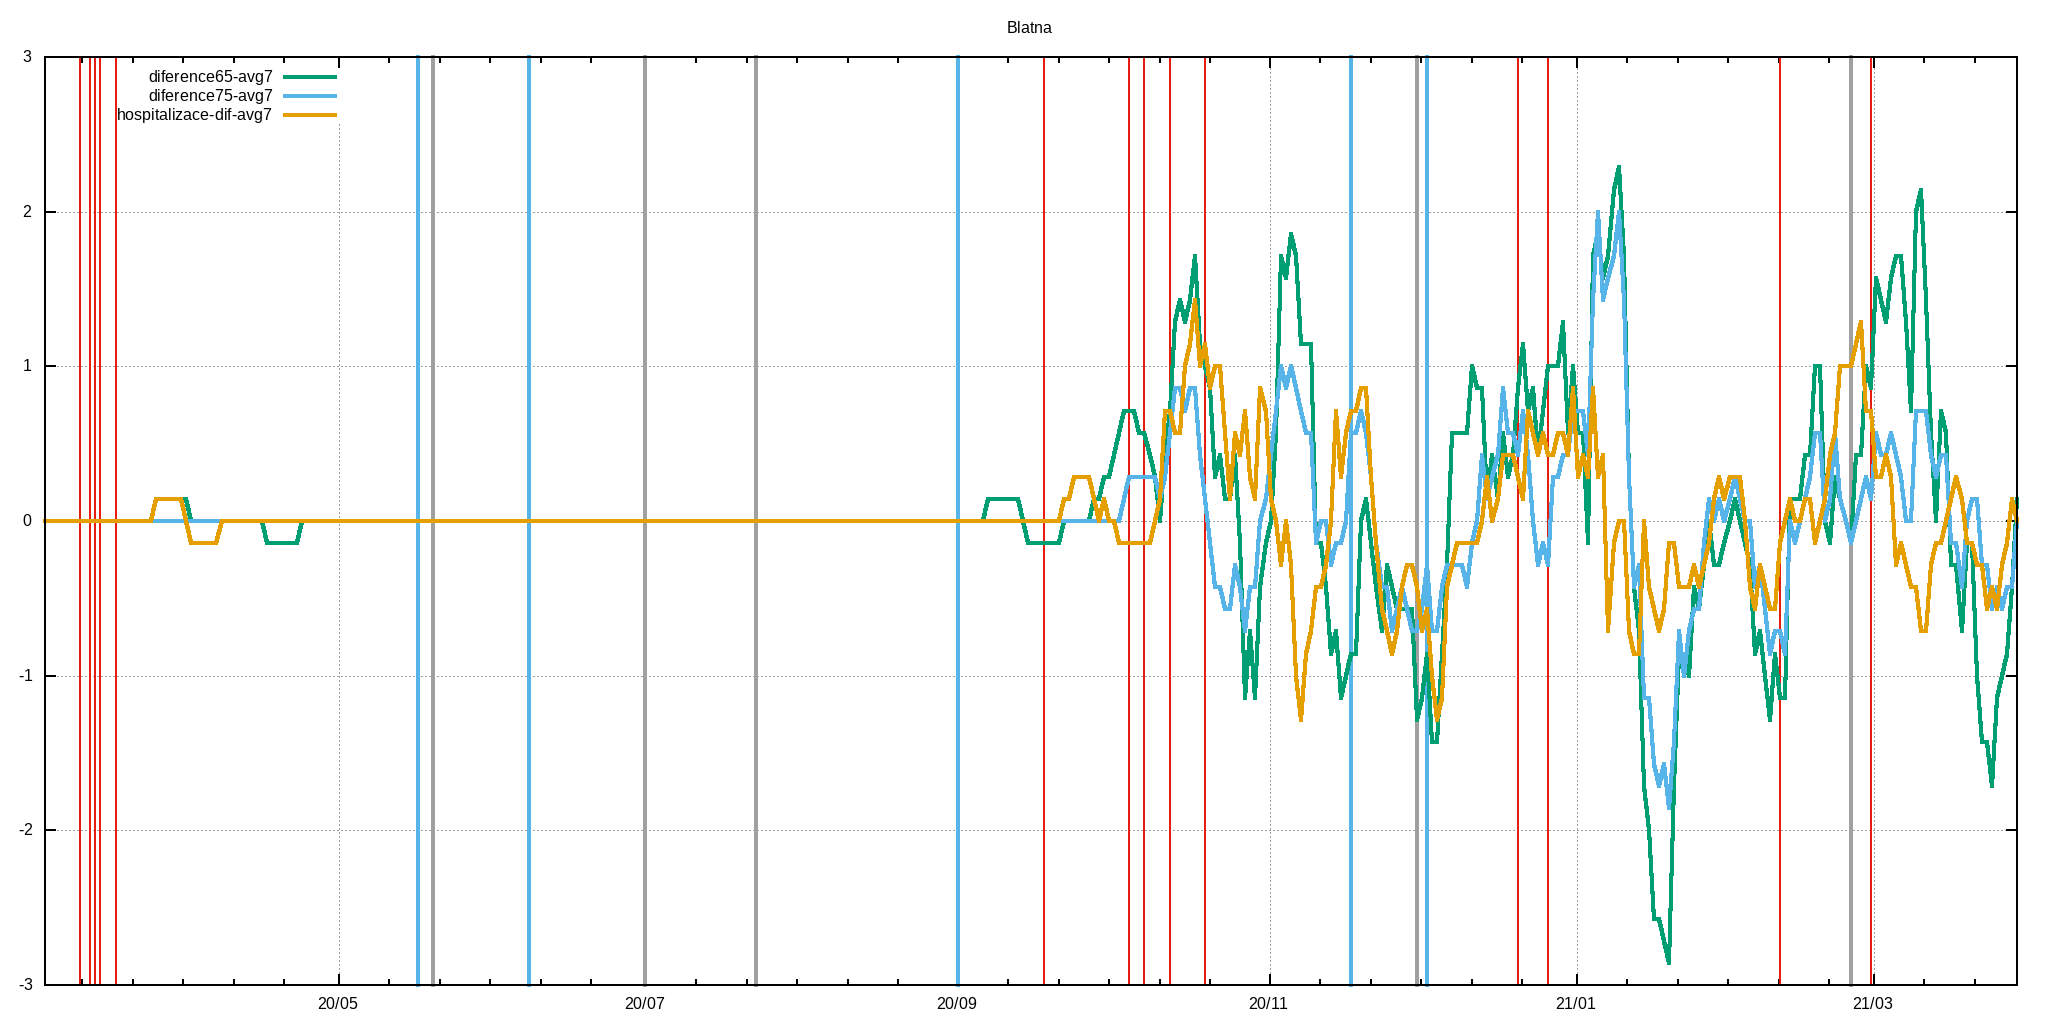 Blatna
3
diference65-avg7
diference75-avg7
hospitalizace-dif-avg7
2
1
0
-1
-2
-3
20/05 20/07 20/09 20/11 21/01 21/03